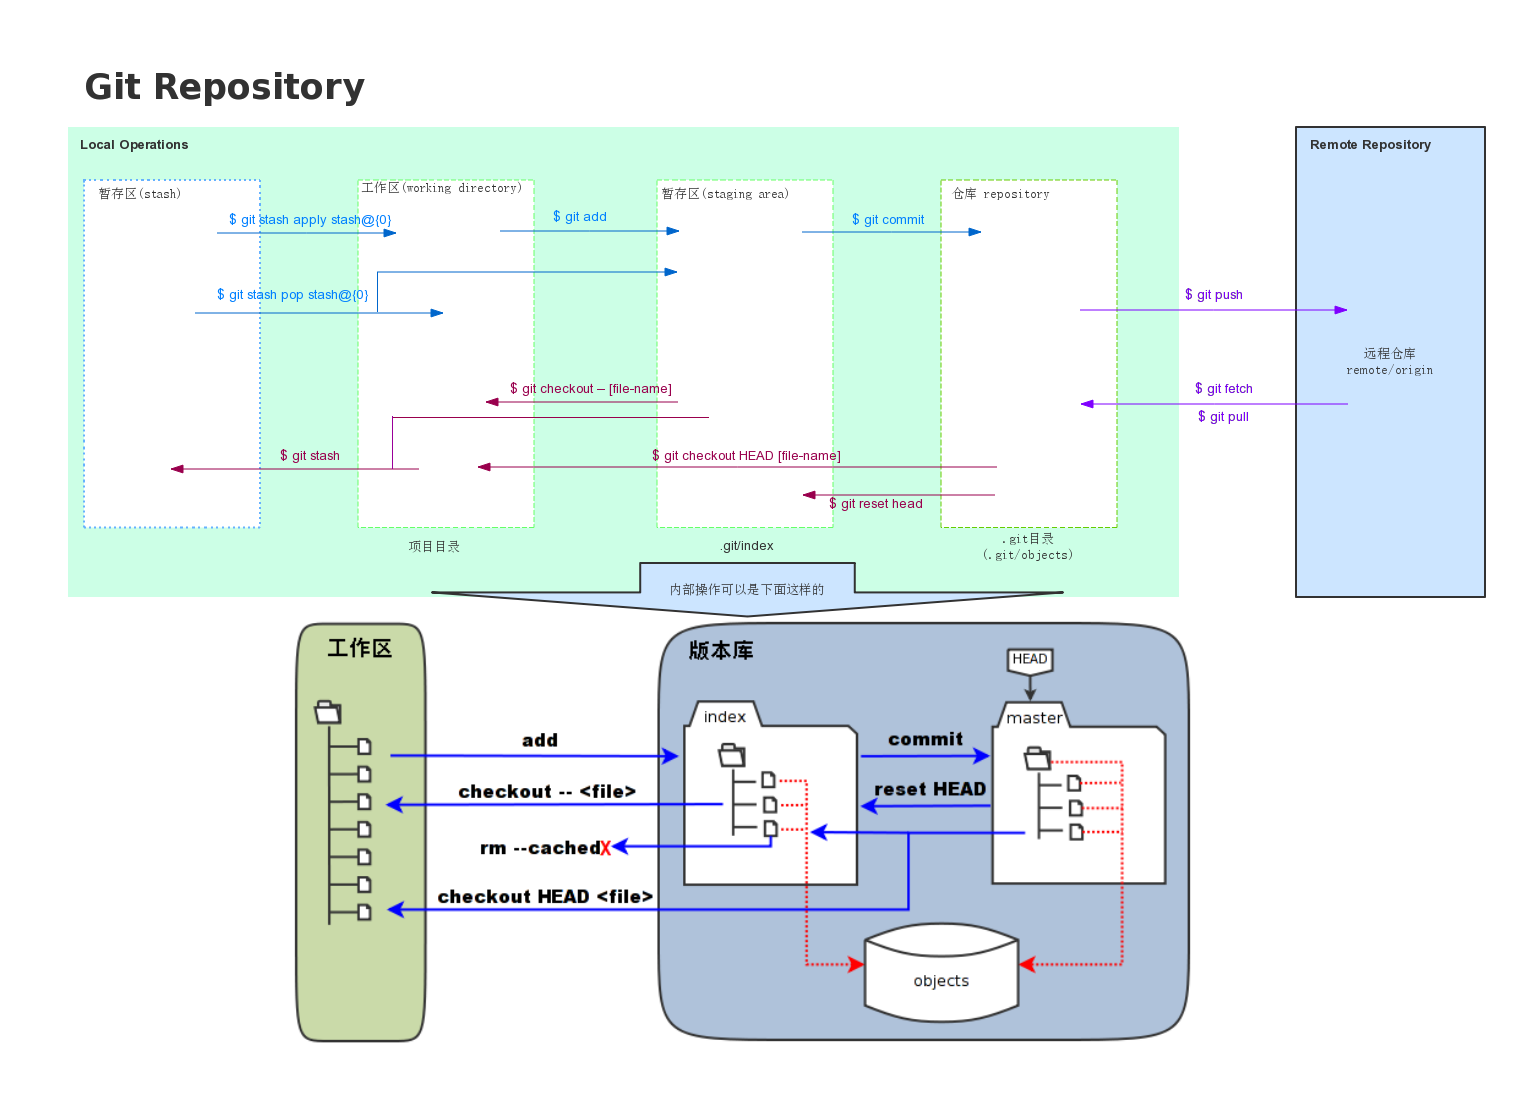 Git Repository
Local Operations
Remote Repository
暂存区(stash)
工作区(working directory)
暂存区(staging area)
仓库 repository
$ git stash apply stash@{0}
$ git add
$ git commit
$ git stash pop stash@{0}
$ git push
远程仓库
remote/origin
$ git checkout – [file-name]
$ git fetch
$ git pull
$ git stash
$ git checkout HEAD [file-name]
$ git reset head
项目目录
.git/index
.git目录
(.git/objects)
内部操作可以是下面这样的
工作区
版本库
HEAD
index
master
add
commit
checkout -- <file>
reset HEAD
rm --cached
X
checkout HEAD <file>
objects